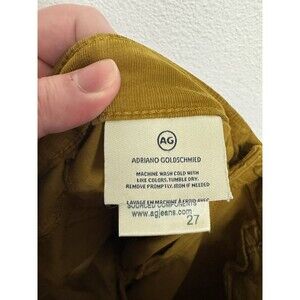 AG
ADRIANO GOLDSCHMIED
MACHINE WASH COLD WITH
LIKE COLORS. TUMBLE DRY.
REMOVE PROMPTLY. IRON IF NEEDED
LAVAGE EN MACHINE À FROID AVEC
SOURCED COMPONENTS
www.agjeans.com
27